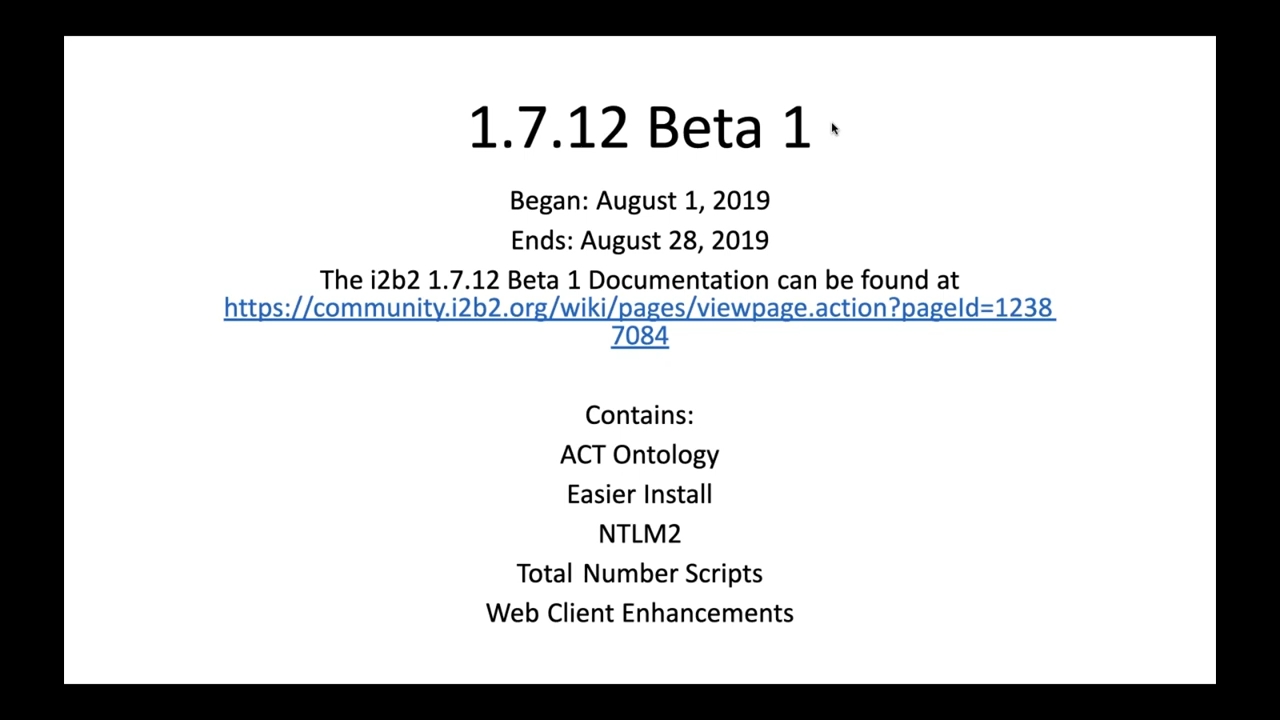 1.7.12 Beta 1
Began: August 1, 2019
Ends: August 28, 2019
The i2b2 1.7.12 Beta 1 Documentation can be found at
https://community.i2b2.org/wiki/pages/viewpage.action?pageId=1238
7084
Contains:
ACT Ontology
Easier Install
NTLM2
Total Number Scripts
Web Client Enhancements